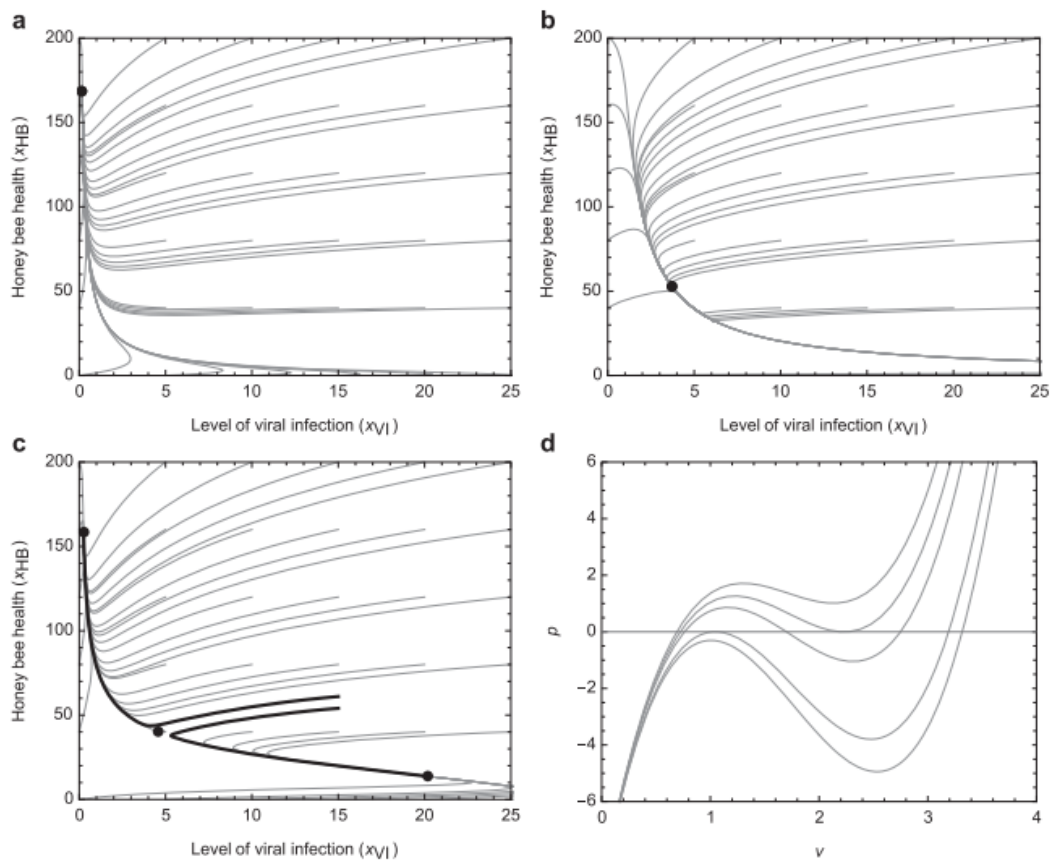 a
200
150
100
50
0
Honey bee health (xHB)
0 5 10 15 20 25
Level of viral infection (xVI)
b
200
150
100
50
0
Honey bee health (xHB)
0 5 10 15 20 25
Level of viral infection (xVI)
c
200
150
100
50
0
Honey bee health (xHB)
0 5 10 15 20 25
Level of viral infection (xVI)
d
6
4
2
0
−2
−4
−6
p
0 1 2 3 4
v